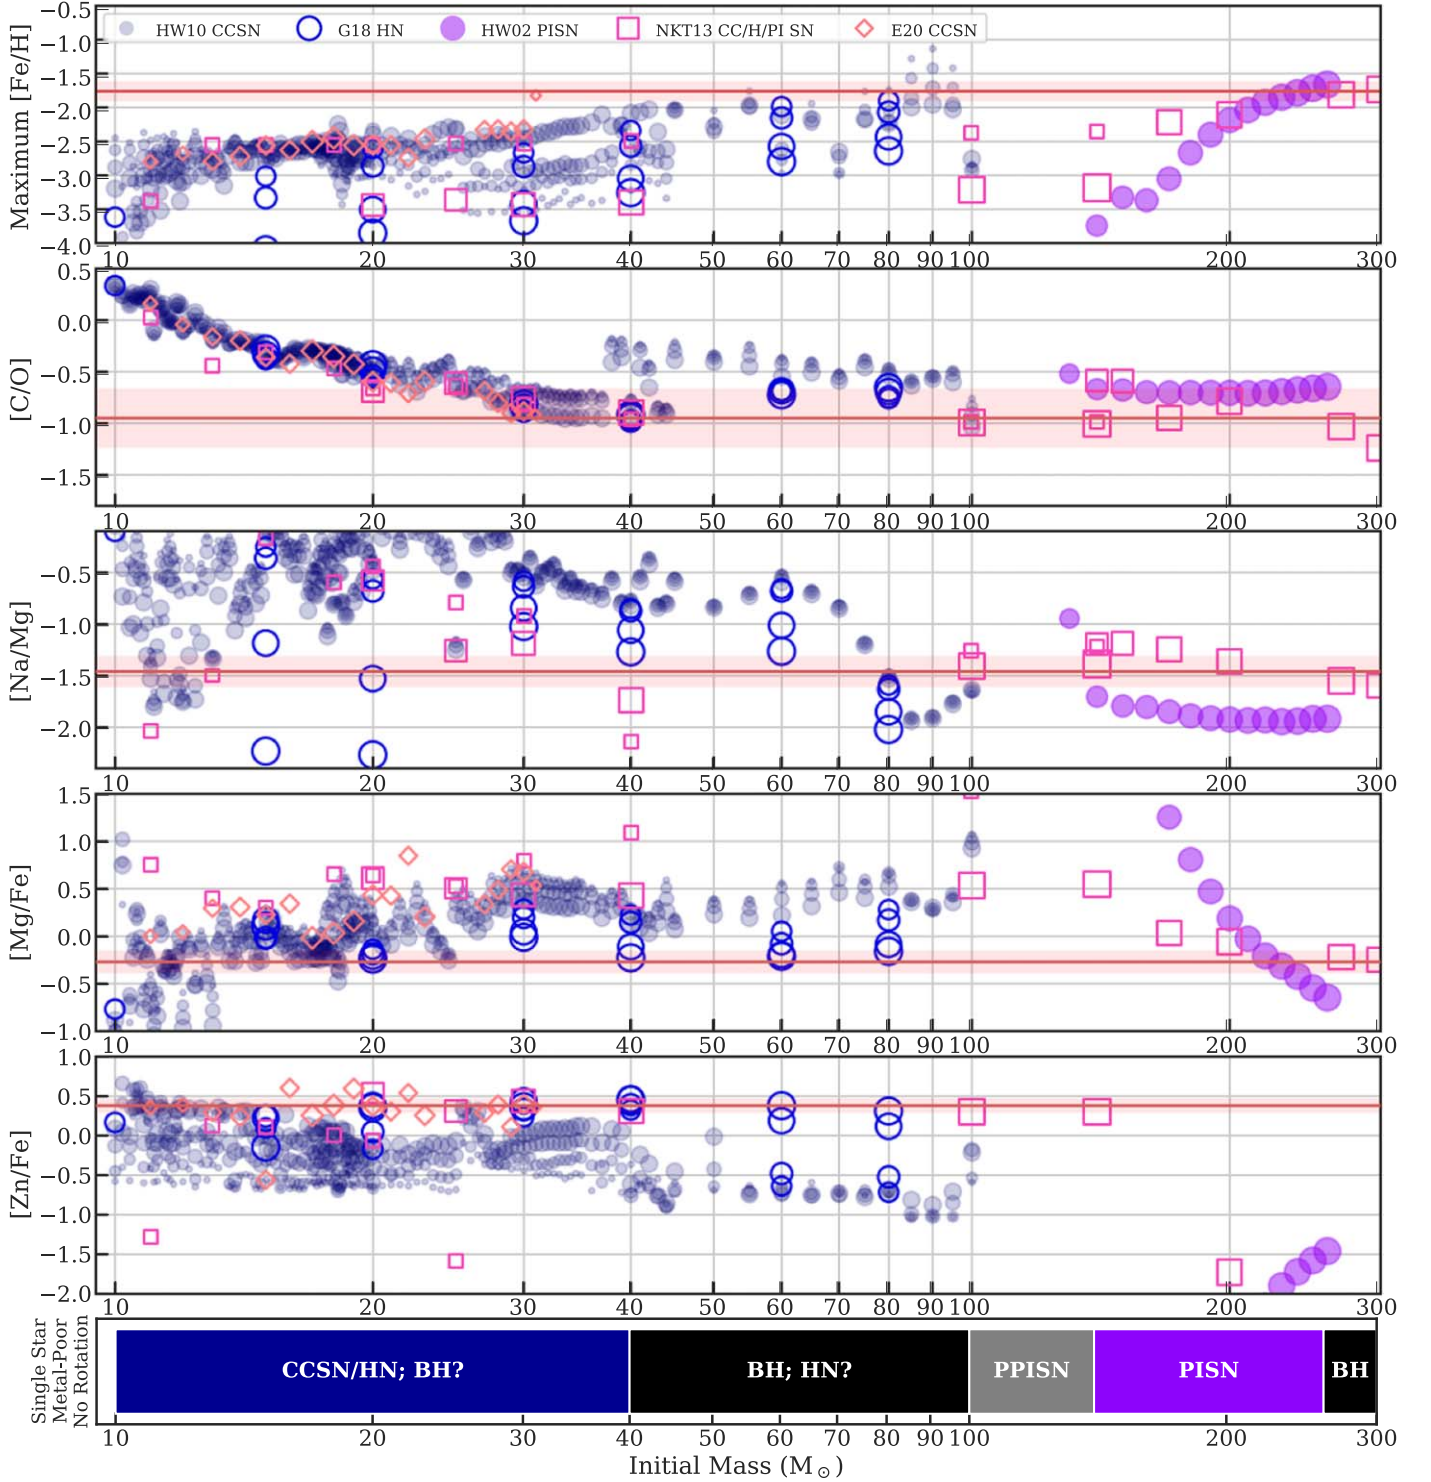 HW10 CCSN G18 HN HW02 PISN NKT13 CC/H/PI SN E20 CCSN
Maximum [Fe/H]
−0.5
−1.0
−1.5
−2.0
−2.5
−3.0
−3.5
−4.0
10 20 30 40 50 60 70 80 90 100 200 300
[C/O]
0.5
0.0
−0.5
−1.0
−1.5
10 20 30 40 50 60 70 80 90 100 200 300
[Na/Mg]
−0.5
−1.0
−1.5
−2.0
10 20 30 40 50 60 70 80 90 100 200 300
[Mg/Fe]
1.5
1.0
0.5
0.0
−0.5
−1.0
10 20 30 40 50 60 70 80 90 100 200 300
[Zn/Fe]
1.0
0.5
0.0
−0.5
−1.0
−1.5
−2.0
10 20 30 40 50 60 70 80 90 100 200 300
Single Star
Metal-Poor
No Rotation
CCSN/HN; BH? BH; HN? PPISN PISN BH
10 20 30 40 50 60 70 80 90 100 200 300
Initial Mass (M⊙)